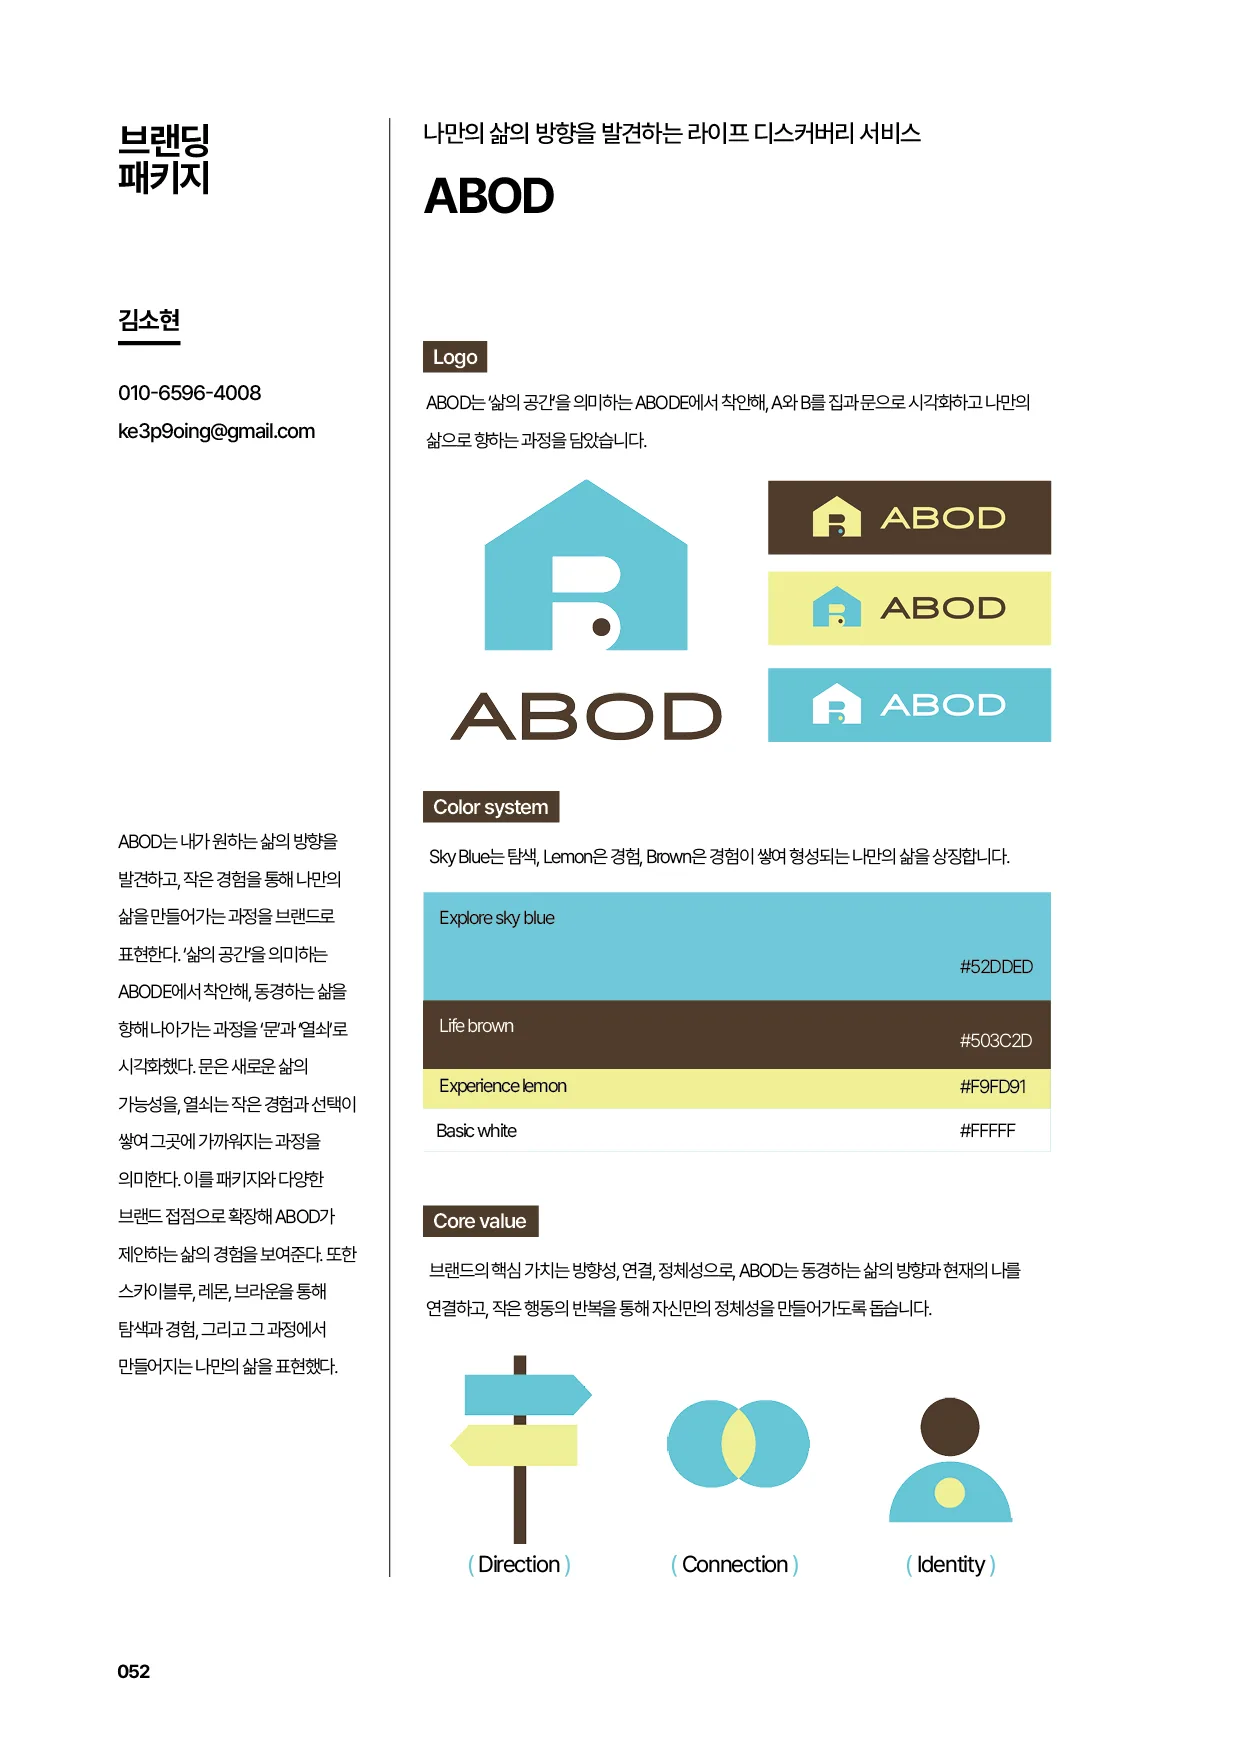 브랜딩
패키지
김소현
010-6596-4008
ke3p9oing@gmail.com
ABOD는 내가 원하는 삶의 방향을
발견하고, 작은 경험을 통해 나만의
삶을 만들어가는 과정을 브랜드로
표현한다. ‘삶의 공간’을 의미하는
ABODE에서 착안해, 동경하는 삶을
향해 나아가는 과정을 ‘문’과 ‘열쇠’로
시각화했다. 문은 새로운 삶의
가능성을, 열쇠는 작은 경험과 선택이
쌓여 그곳에 가까워지는 과정을
의미한다. 이를 패키지와 다양한
브랜드 접점으로 확장해 ABOD가
제안하는 삶의 경험을 보여준다. 또한
스카이블루, 레몬, 브라운을 통해
탐색과 경험, 그리고 그 과정에서
만들어지는 나만의 삶을 표현했다.
052
나만의 삶의 방향을 발견하는 라이프 디스커버리 서비스
ABOD
Logo
ABOD는 ‘삶의 공간’을 의미하는 ABODE에서 착안해, A와 B를 집과 문으로 시각화하고 나만의
삶으로 향하는 과정을 담았습니다.
ABOD
ABOD
ABOD
ABOD
Color system
Sky Blue는 탐색, Lemon은 경험, Brown은 경험이 쌓여 형성되는 나만의 삶을 상징합니다.
Explore sky blue
#52DDED
Life brown
#503C2D
Experience lemon
#F9FD91
Basic white
#FFFFF
Core value
브랜드의 핵심 가치는 방향성, 연결, 정체성으로, ABOD는 동경하는 삶의 방향과 현재의 나를
연결하고, 작은 행동의 반복을 통해 자신만의 정체성을 만들어가도록 돕습니다.
( Direction )
( Connection )
( Identity )